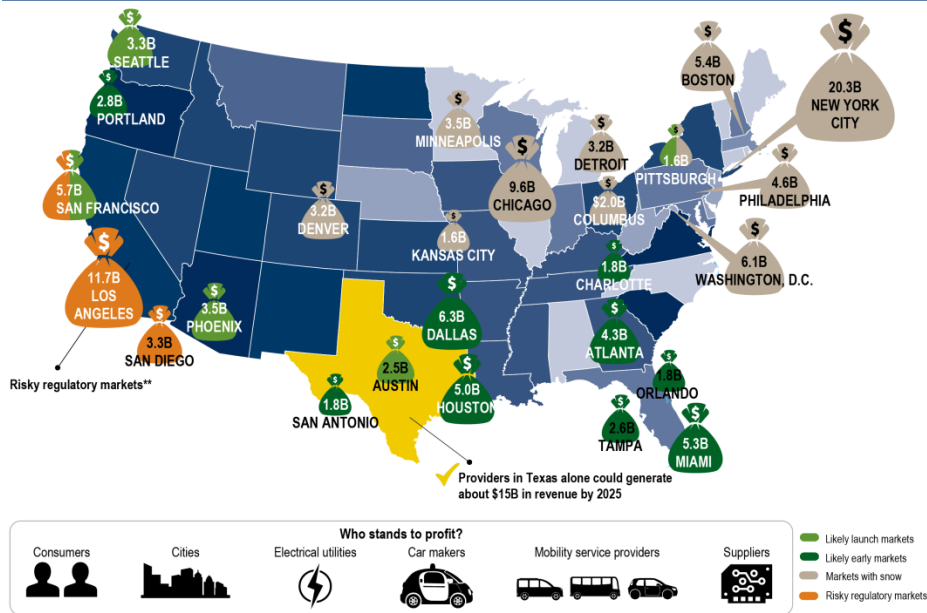 $
3.3B
SEATTLE
$
2.8B
PORTLAND
$
5.7B
SAN FRANCISCO
$
11.7B
LOS
ANGELES
$
3.3B
SAN DIEGO
Risky regulatory markets**
$
3.5B
PHOENIX
$
3.2B
DENVER
$
3.5B
MINNEAPOLIS
$
1.6B
KANSAS CITY
$
9.6B
CHICAGO
$
3.2B
DETROIT
$
$2.0B
COLUMBUS
$
1.6B
PITTSBURGH
$
5.4B
BOSTON
$
20.3B
NEW YORK
CITY
$
4.6B
PHILADELPHIA
$
6.1B
WASHINGTON, D.C.
$
1.8B
CHARLOTTE
$
4.3B
ATLANTA
$
6.3B
DALLAS
$
2.5B
AUSTIN
$
5.0B
HOUSTON
$
1.8B
SAN ANTONIO
$
1.8B
ORLANDO
$
2.6B
TAMPA
$
5.3B
MIAMI
Providers in Texas alone could generate
about $15B in revenue by 2025
Who stands to profit?
Consumers
Cities
Electrical utilities
Car makers
Mobility service providers
Suppliers
Likely launch markets
Likely early markets
Markets with snow
Risky regulatory markets